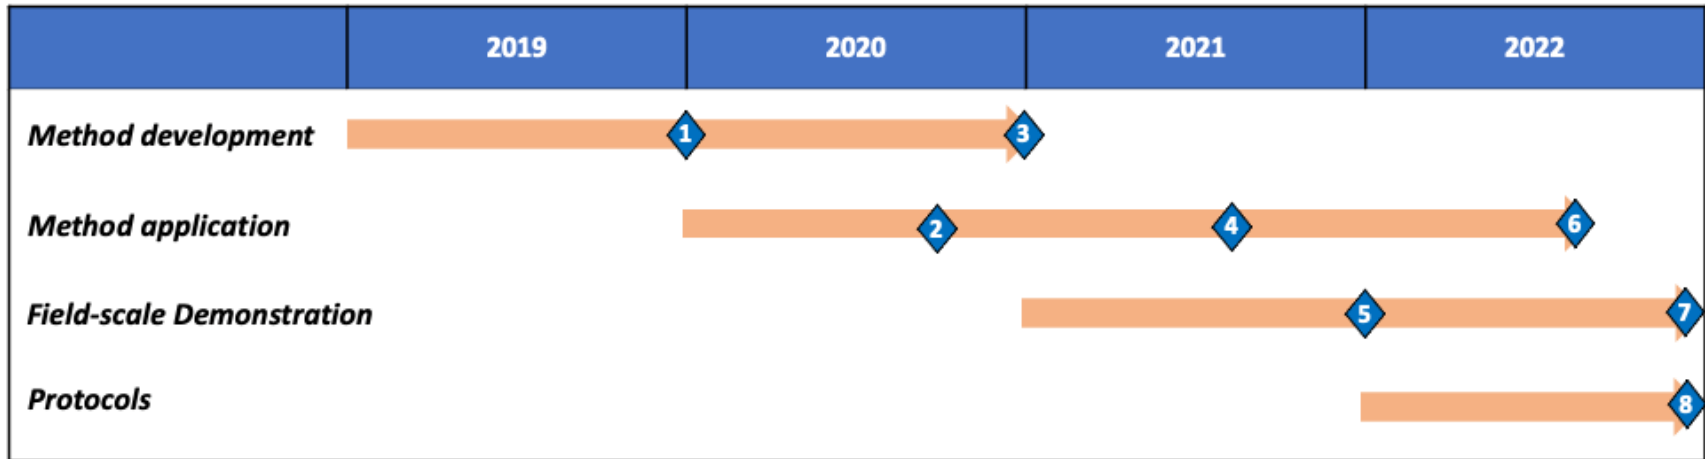 2019 2020 2021 2022
Method development 1 3
Method application 2 4 6
Field-scale Demonstration 5 7
Protocols 8